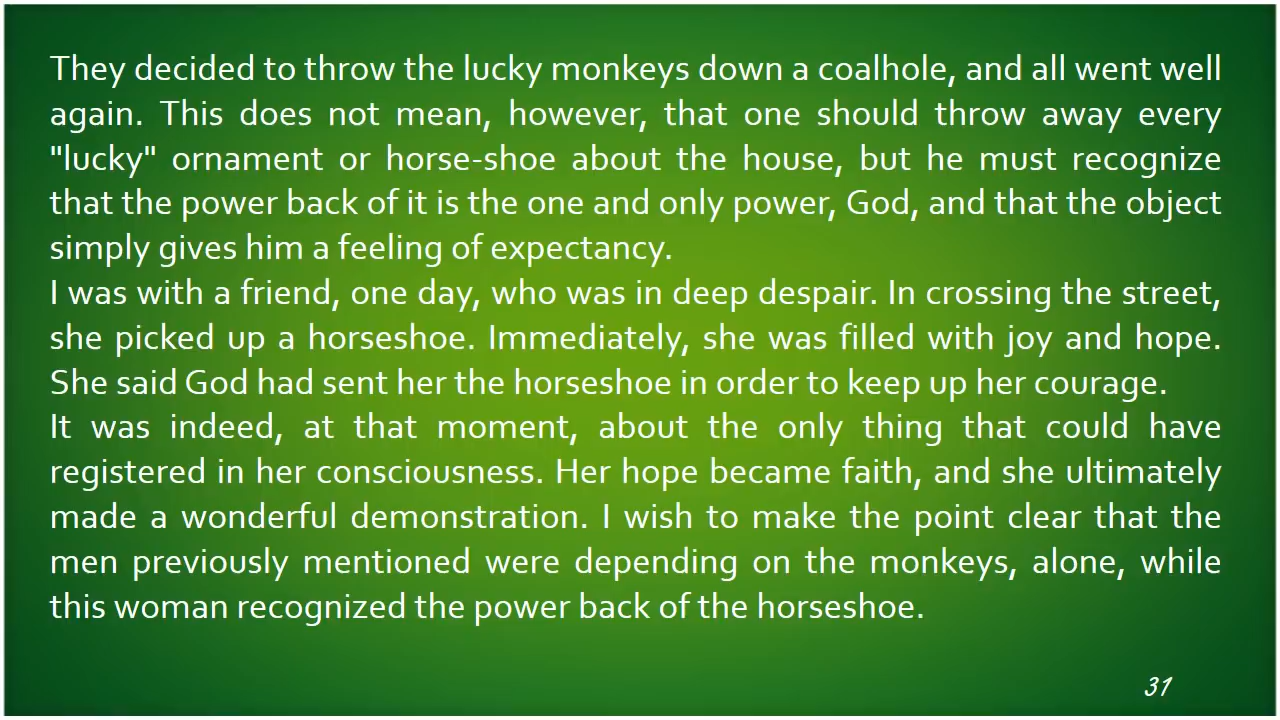 They decided to throw the lucky monkeys down a coalhole, and all went well
again. This does not mean, however, that one should throw away every
"lucky" ornament or horse-shoe about the house, but he must recognize
that the power back of it is the one and only power, God, and that the object
simply gives him a feeling of expectancy.
I was with a friend, one day, who was in deep despair. In crossing the street,
she picked up a horseshoe. Immediately, she was filled with joy and hope.
She said God had sent her the horseshoe in order to keep up her courage.
It was indeed, at that moment, about the only thing that could have
registered in her consciousness. Her hope became faith, and she ultimately
made a wonderful demonstration. I wish to make the point clear that the
men previously mentioned were depending on the monkeys, alone, while
this woman recognized the power back of the horseshoe.
31